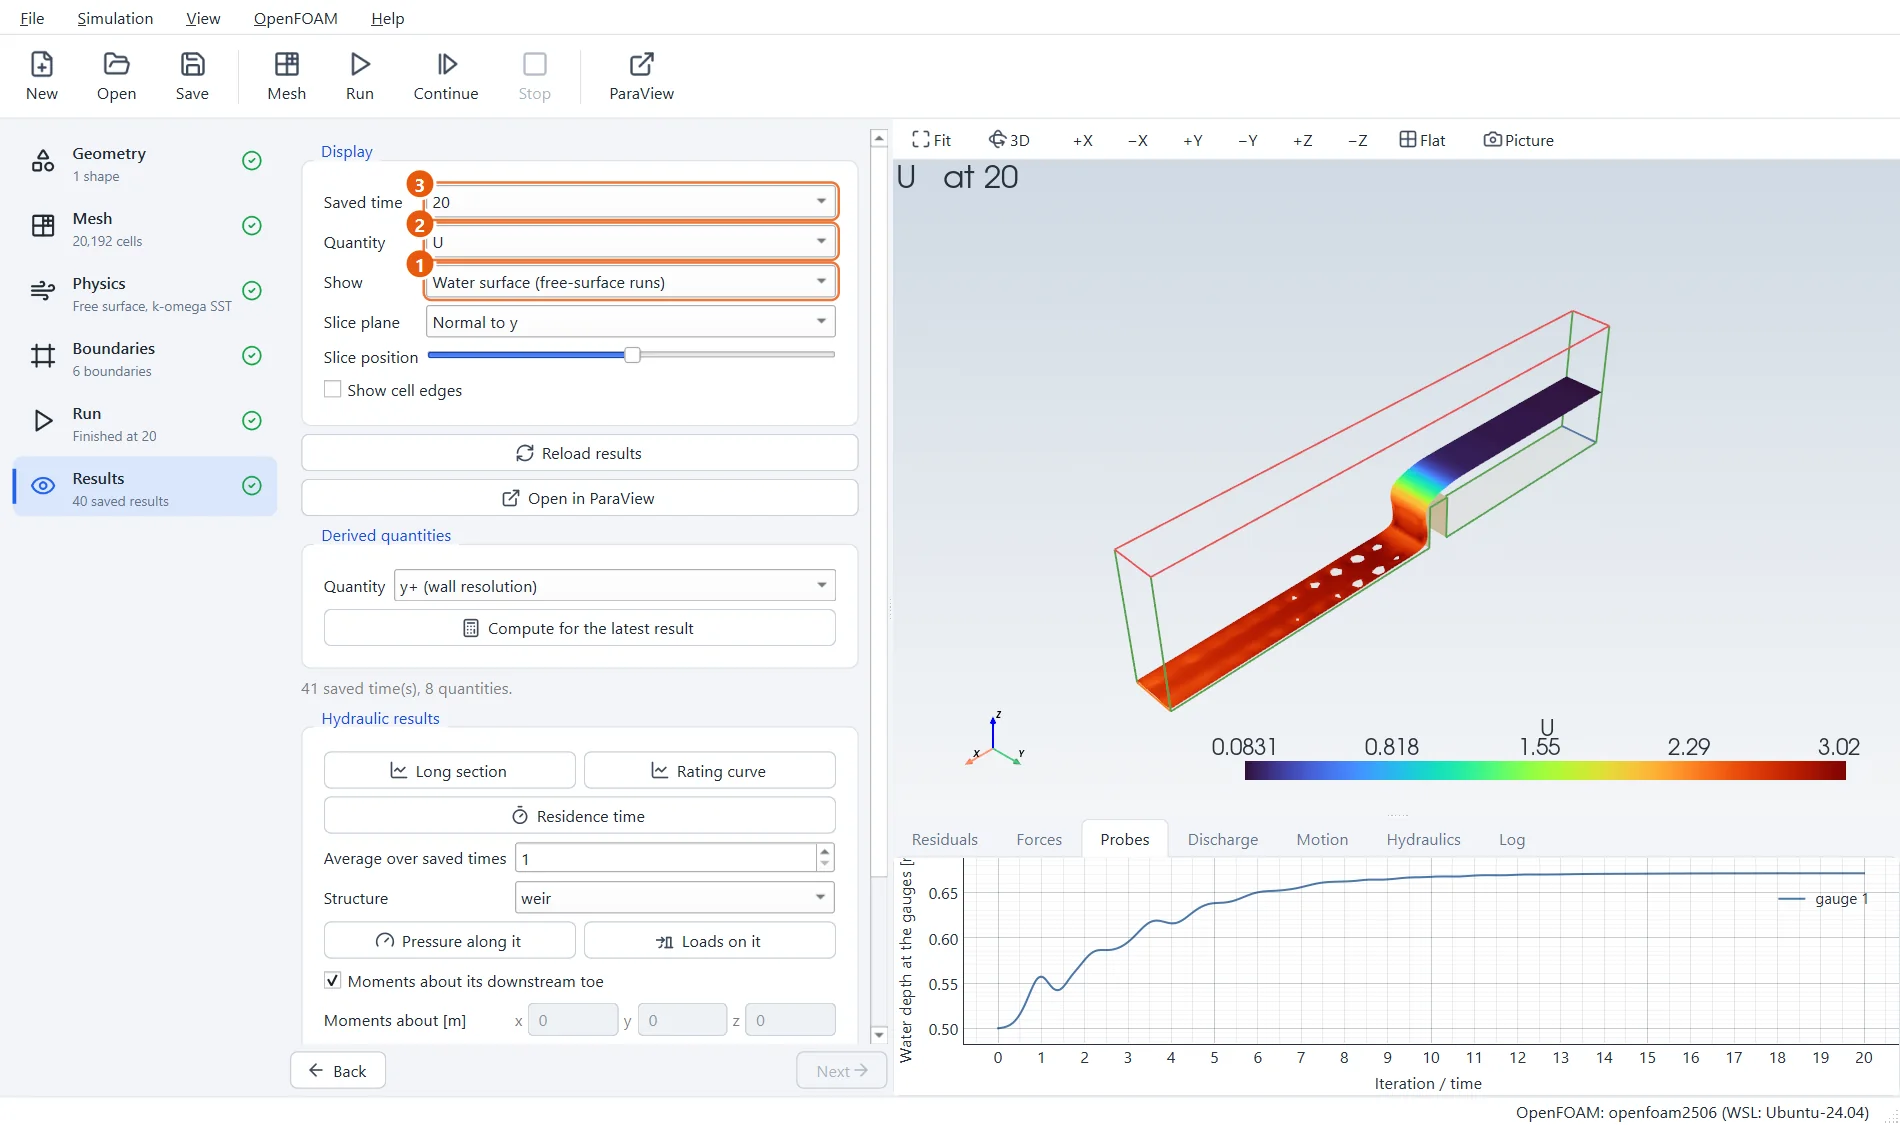 File Simulation View OpenFOAM Help
New Open Save Mesh Run Continue Stop ParaView
Geometry
1 shape
Mesh
20,192 cells
Physics
Free surface, k-omega SST
Boundaries
6 boundaries
Run
Finished at 20
Results
40 saved results
Display
3
Saved time 20
2
Quantity U
1
Show Water surface (free-surface runs)
Slice plane Normal to y
Slice position
Show cell edges
Reload results
Open in ParaView
Derived quantities
Quantity y+ (wall resolution)
Compute for the latest result
41 saved time(s), 8 quantities.
Hydraulic results
Long section Rating curve
Residence time
Average over saved times 1
Structure weir
Pressure along it Loads on it
Moments about its downstream toe
Moments about [m] x 0 y 0 z 0
Back Next
Fit 3D +X −X +Y −Y +Z −Z Flat Picture
U at 20
z
x Y
U
0.0831 0.818 1.55 2.29 3.02
Residuals Forces Probes Discharge Motion Hydraulics Log
Water depth at the gauges
0.65
0.60
0.55
0.50
gauge 1
0 1 2 3 4 5 6 7 8 9 10 11 12 13 14 15 16 17 18 19 20
Iteration / time
OpenFOAM: openfoam2506 (WSL: Ubuntu-24.04)